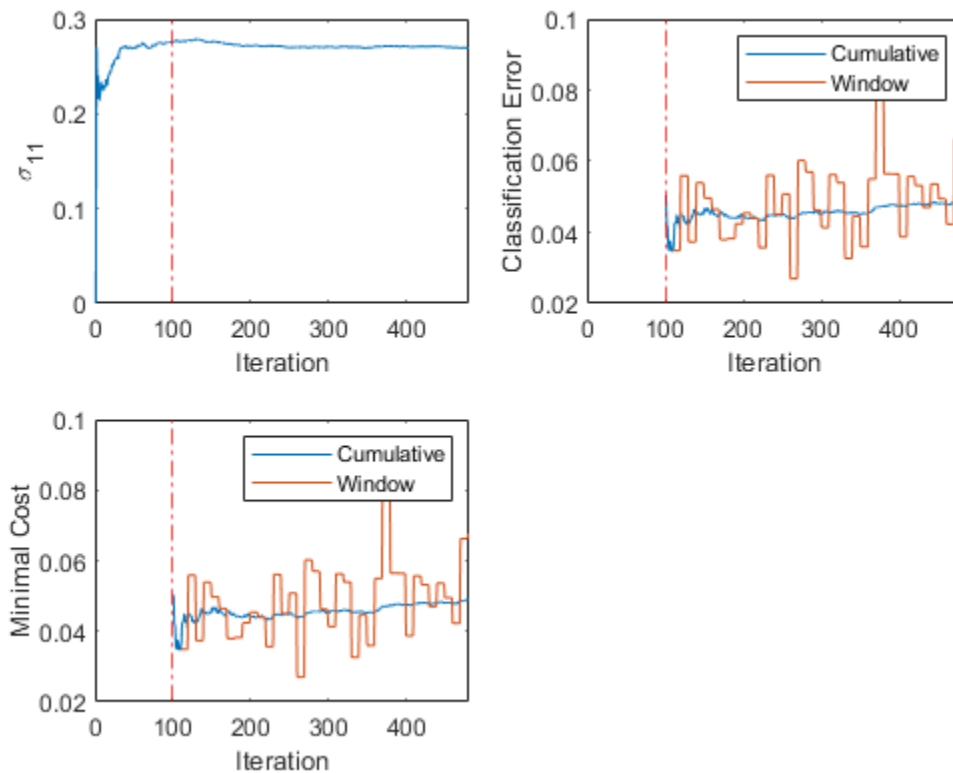 0.3
0.2
0.1
0
σ11
0 100 200 300 400
Iteration
0.1
0.08
0.06
0.04
0.02
Classification Error
Cumulative
Window
0 100 200 300 400
Iteration
0.1
0.08
0.06
0.04
0.02
Minimal Cost
Cumulative
Window
0 100 200 300 400
Iteration